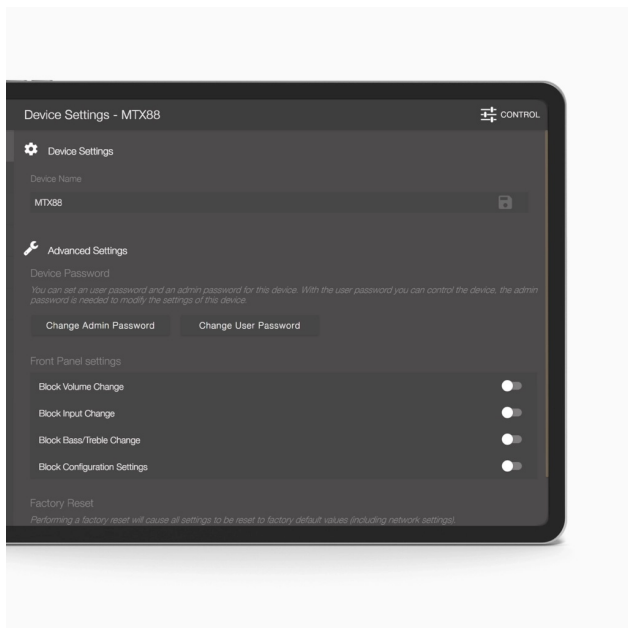 Device Settings - MTX88
CONTROL
Device Settings
Device Name
MTX88
Advanced Settings
Device Password
You can set an user password and an admin password for this device. With the user password you can control the device, the admin
password is needed to modify the settings of this device
Change Admin Password
Change User Password
Front Panel settings
Block Volume Change
Block Input Change
Block Bass/Treble Change
Block Configuration Settings
Factory Reset
Performing a factory reset will cause all settings to be reset to factory default values (including network settings).